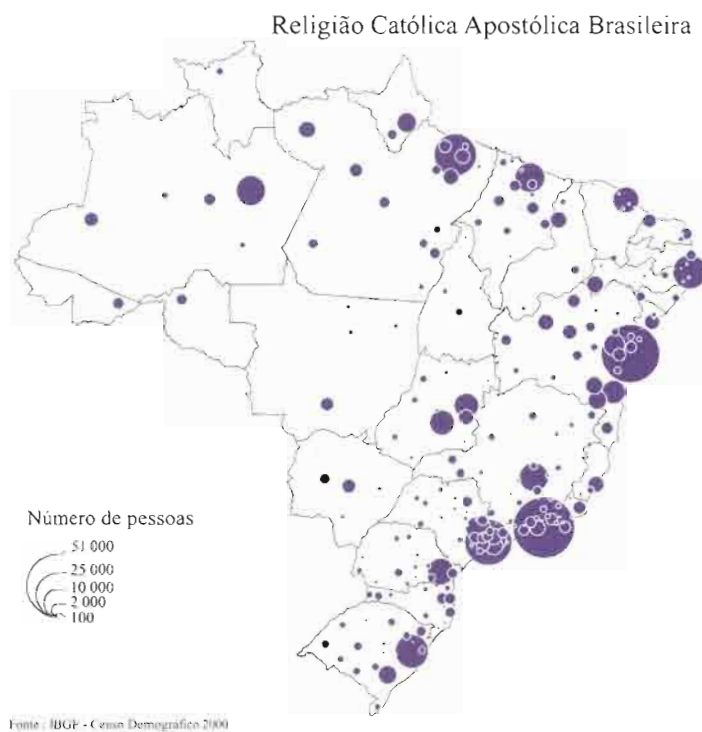 Religião Católica Apostólica Brasileira
Número de pessoas
51 000
25 000
10 000
2 000
100
Fonte : IBGE - Censo Demográfico 2000